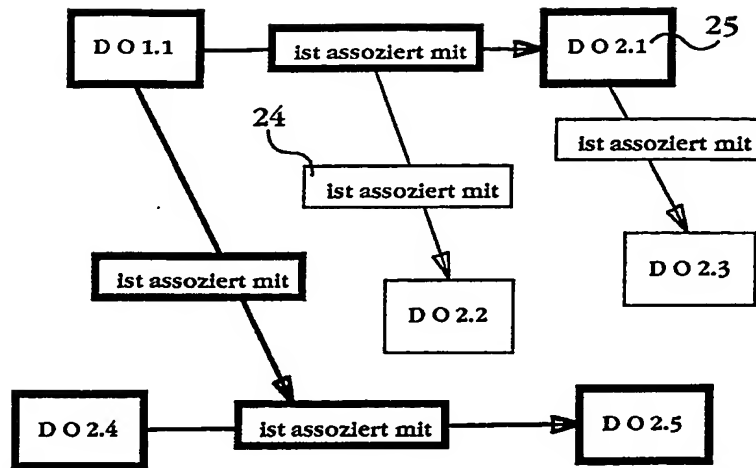 D O 1.1
ist assoziert mit
D O 2.1
25
24
ist assoziert mit
ist assoziert mit
ist assoziert mit
D O 2.2
D O 2.3
D O 2.4
ist assoziert mit
D O 2.5